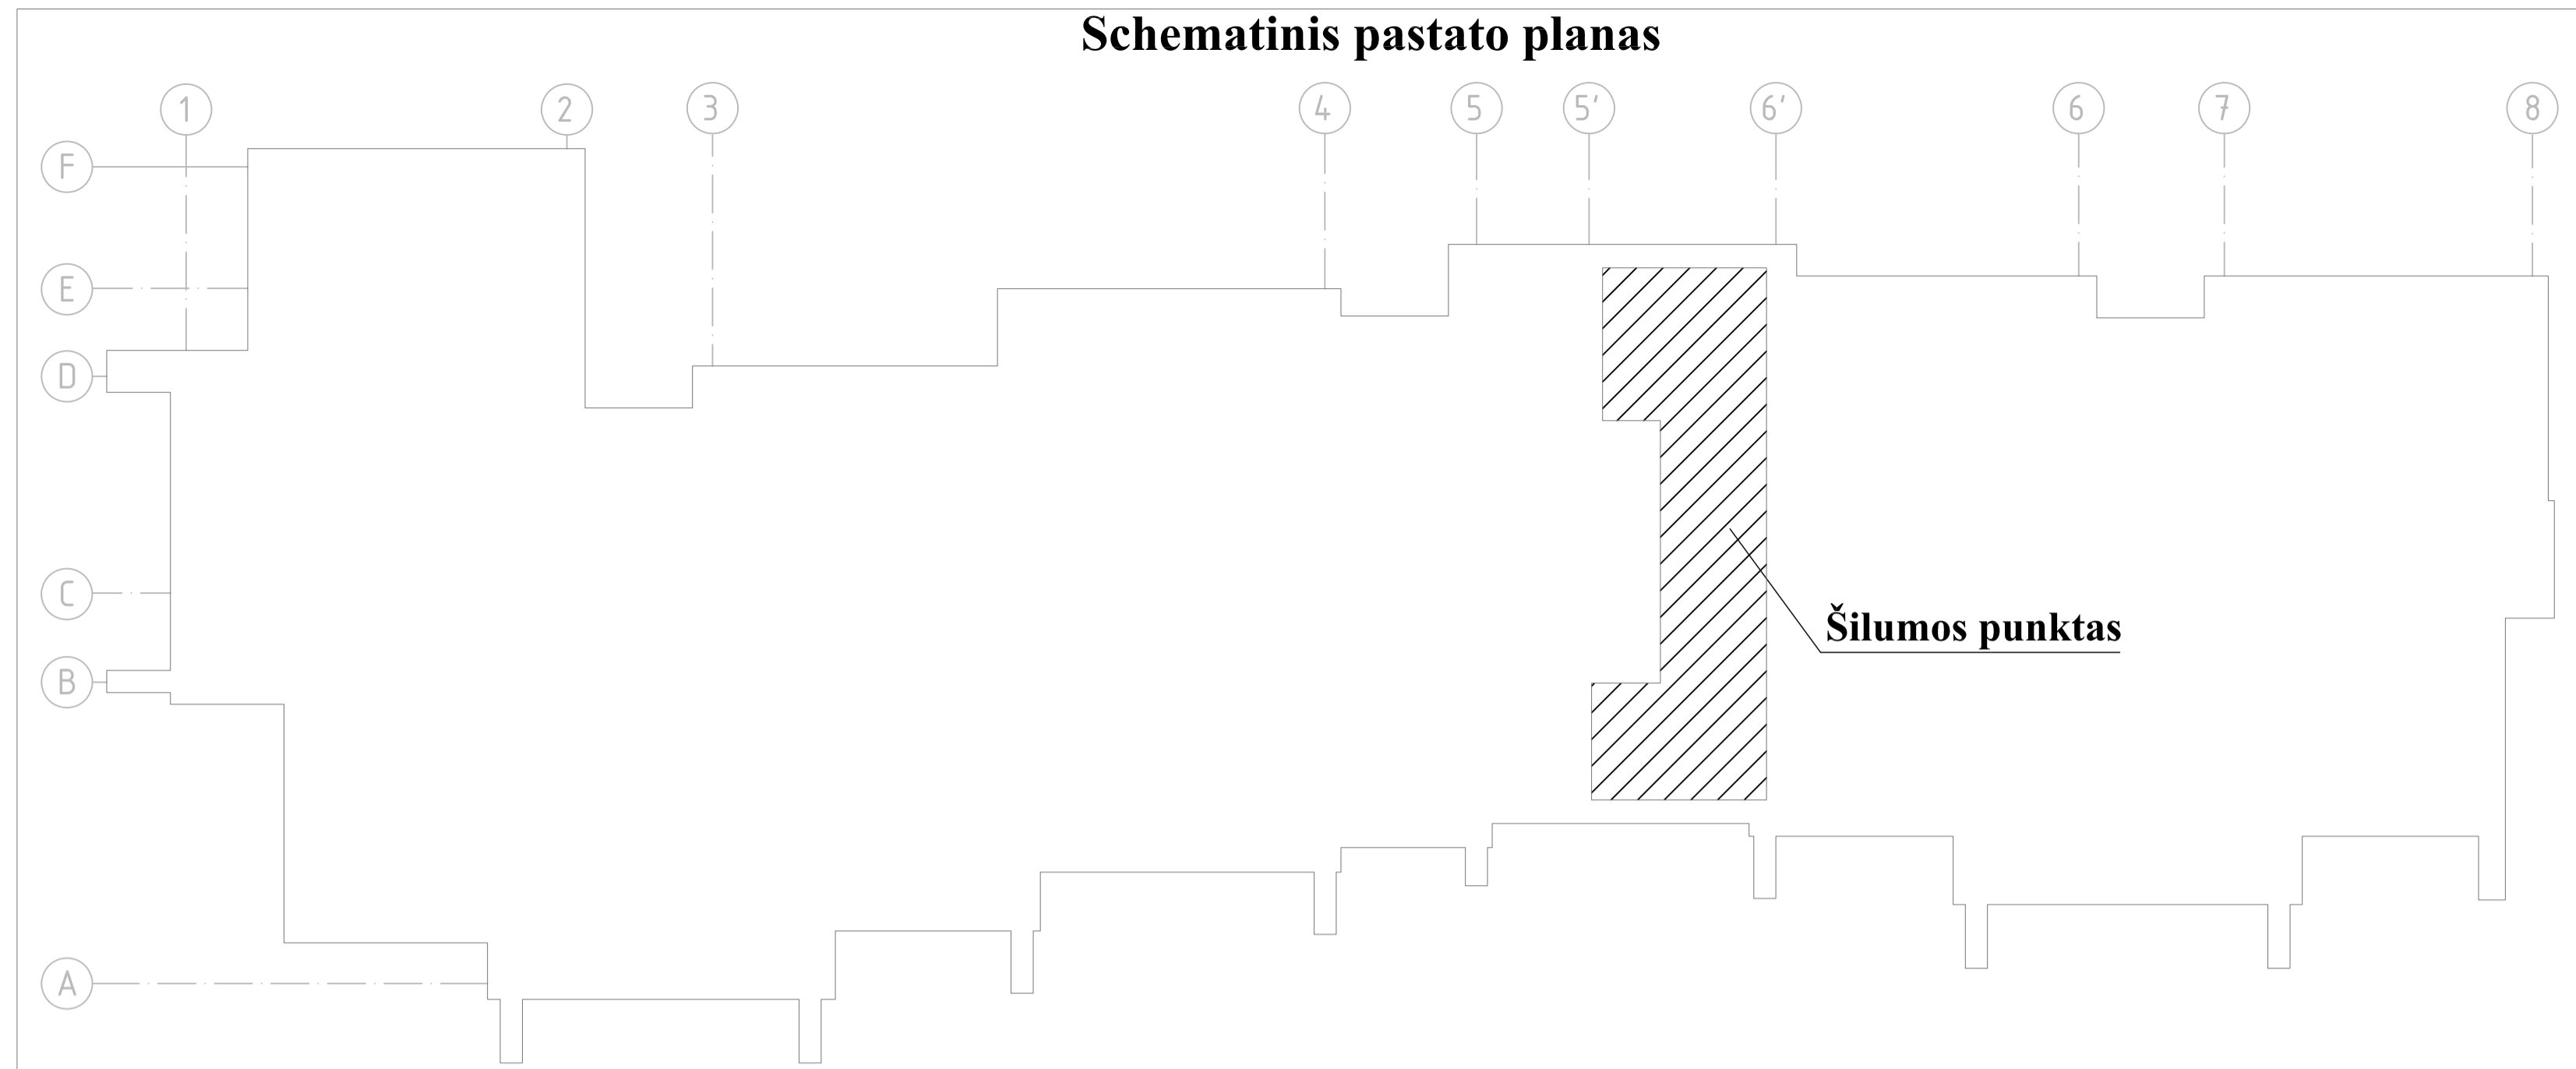 Schematinis pastato planas
1 2 3 4 5 5' 6' 6 7 8
F
E
D
C
Šilumos punktas
B
A